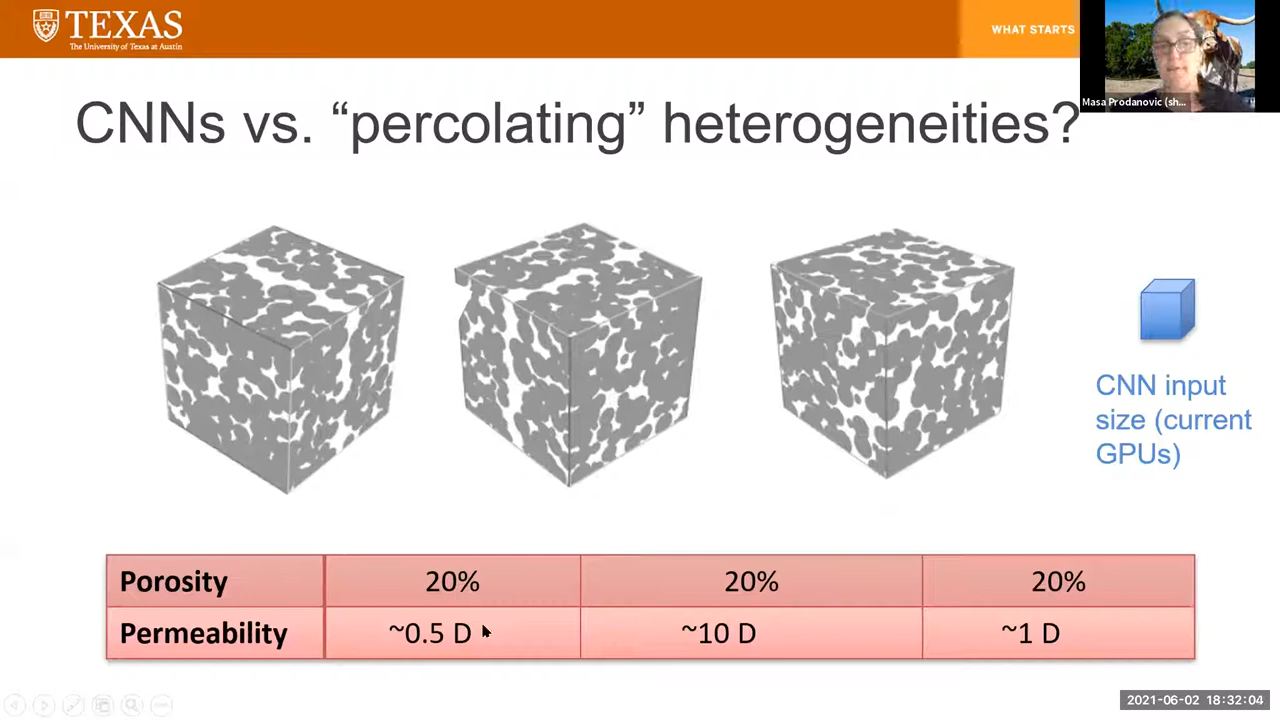 TEXAS
The University of Texas at Austin
WHAT STARTS
Masa Prodanovic (sh...
CNNs vs. “percolating” heterogeneities?
CNN input
size (current
GPUs)
Porosity 20% 20% 20%
Permeability ~0.5 D ~10 D ~1 D
2021-06-02 18:32:04